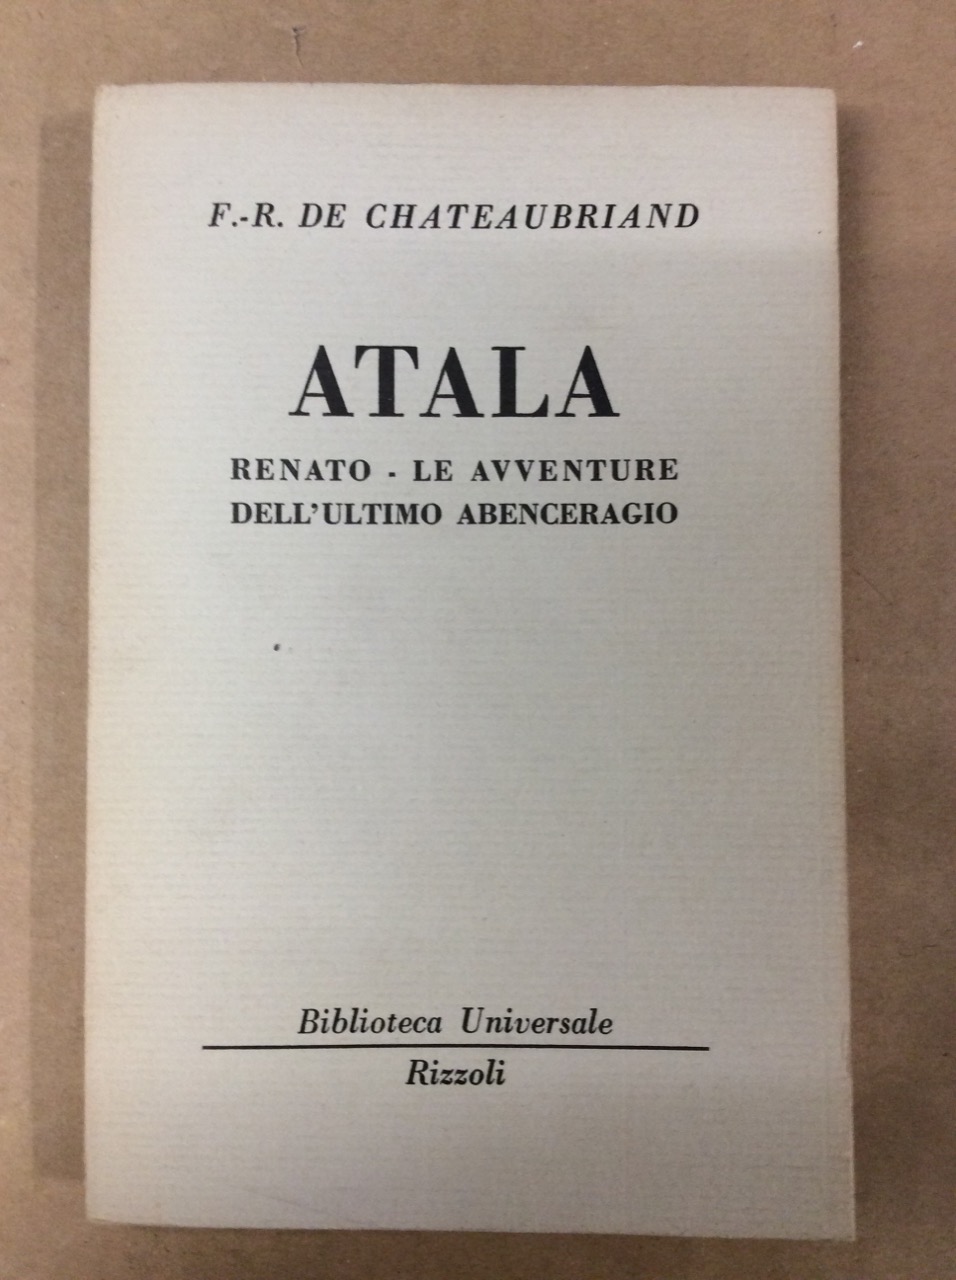 F.-R. DE CHATEAUBRIAND
ATALA
RENATO - LE AVVENTURE
DELL'ULTIMO ABENCERAGIO
Biblioteca Universale
Rizzoli